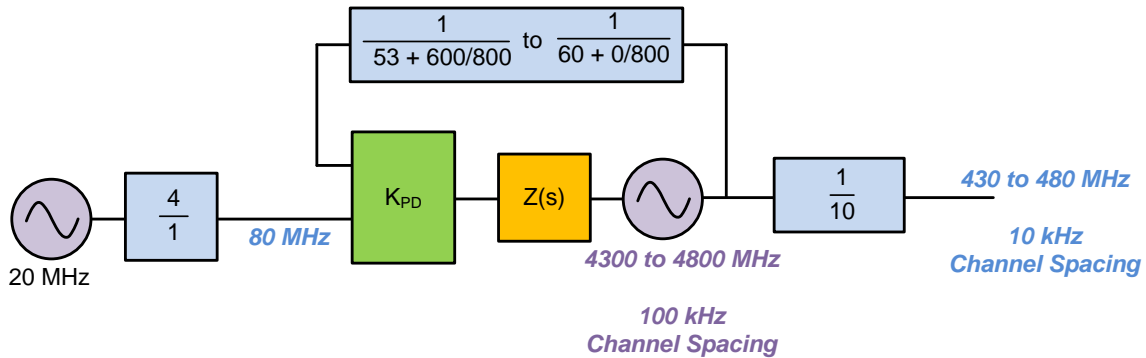 1 to 1
53 + 600/800 60 + 0/800
4
1
K_PD
Z(s)
1
10
430 to 480 MHz
80 MHz
20 MHz
4300 to 4800 MHz
10 kHz
Channel Spacing
100 kHz
Channel Spacing